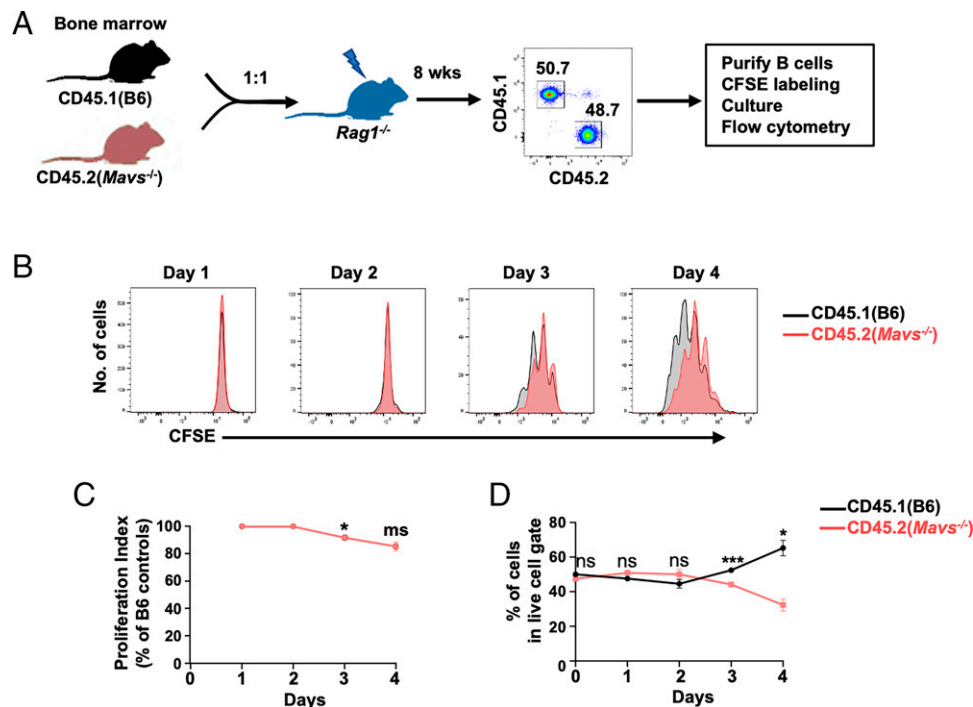 A
Bone marrow
CD45.1(B6)
CD45.2(Mavs-/-)
1:1
Rag1-/-
8 wks
CD45.1
50.7
48.7
CD45.2
Purify B cells
CFSE labeling
Culture
Flow cytometry
B
Day 1
Day 2
Day 3
Day 4
No. of cells
CFSE
CD45.1(B6)
CD45.2(Mavs-/-)
C
Proliferation Index
(% of B6 controls)
100
80
60
40
20
0
* ms
0 1 2 3 4
Days
D
CD45.1(B6)
CD45.2(Mavs-/-)
% of cells
in live cell gate
80
60
40
20
0
ns ns ns *** *
0 1 2 3 4
Days